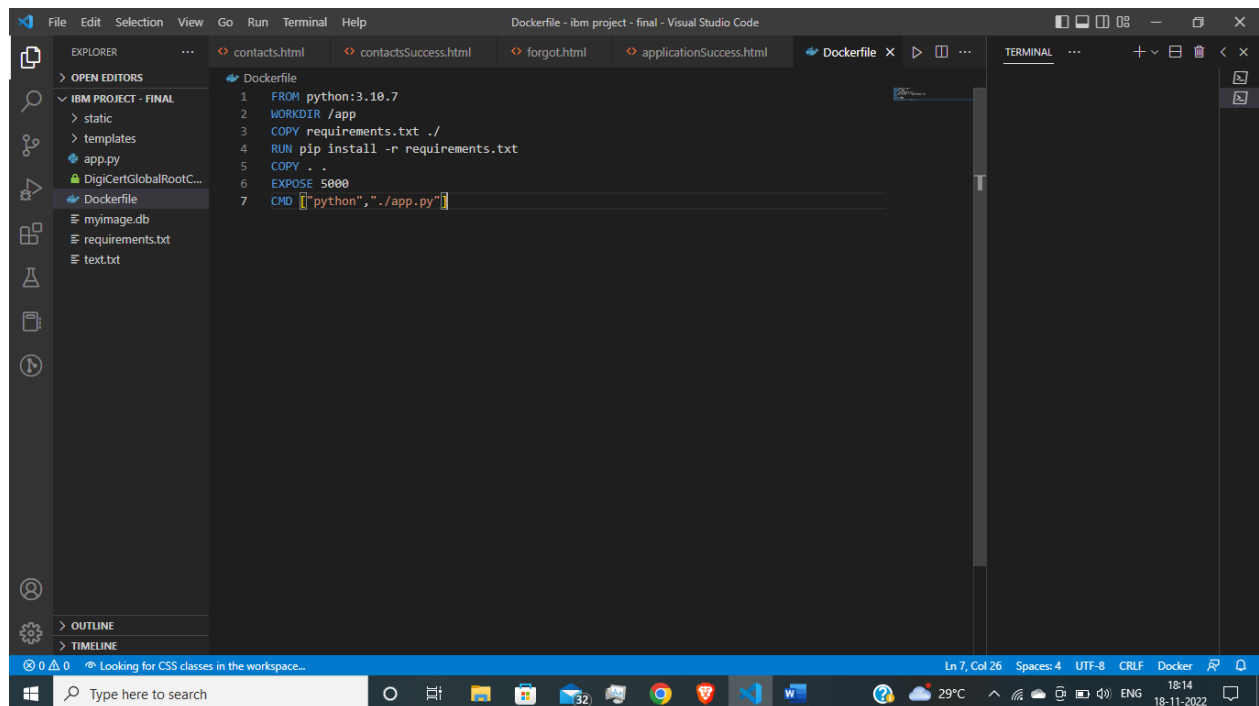 File Edit Selection View Go Run Terminal Help Dockerfile - ibm project - final - Visual Studio Code
EXPLORER ··· contacts.html contactsSuccess.html forgot.html applicationSuccess.html Dockerfile TERMINAL ···
OPEN EDITORS
IBM PROJECT - FINAL
static
templates
app.py
DigiCertGlobalRootC...
Dockerfile
myimage.db
requirements.txt
text.txt
Dockerfile
1 FROM python:3.10.7
2 WORKDIR /app
3 COPY requirements.txt ./
4 RUN pip install -r requirements.txt
5 COPY . .
6 EXPOSE 5000
7 CMD ["python","./app.py"]
OUTLINE
TIMELINE
0 0 Looking for CSS classes in the workspace... Ln 7, Col 26 Spaces: 4 UTF-8 CRLF Docker
Type here to search 32 W 29°C ENG 18:14
18-11-2022